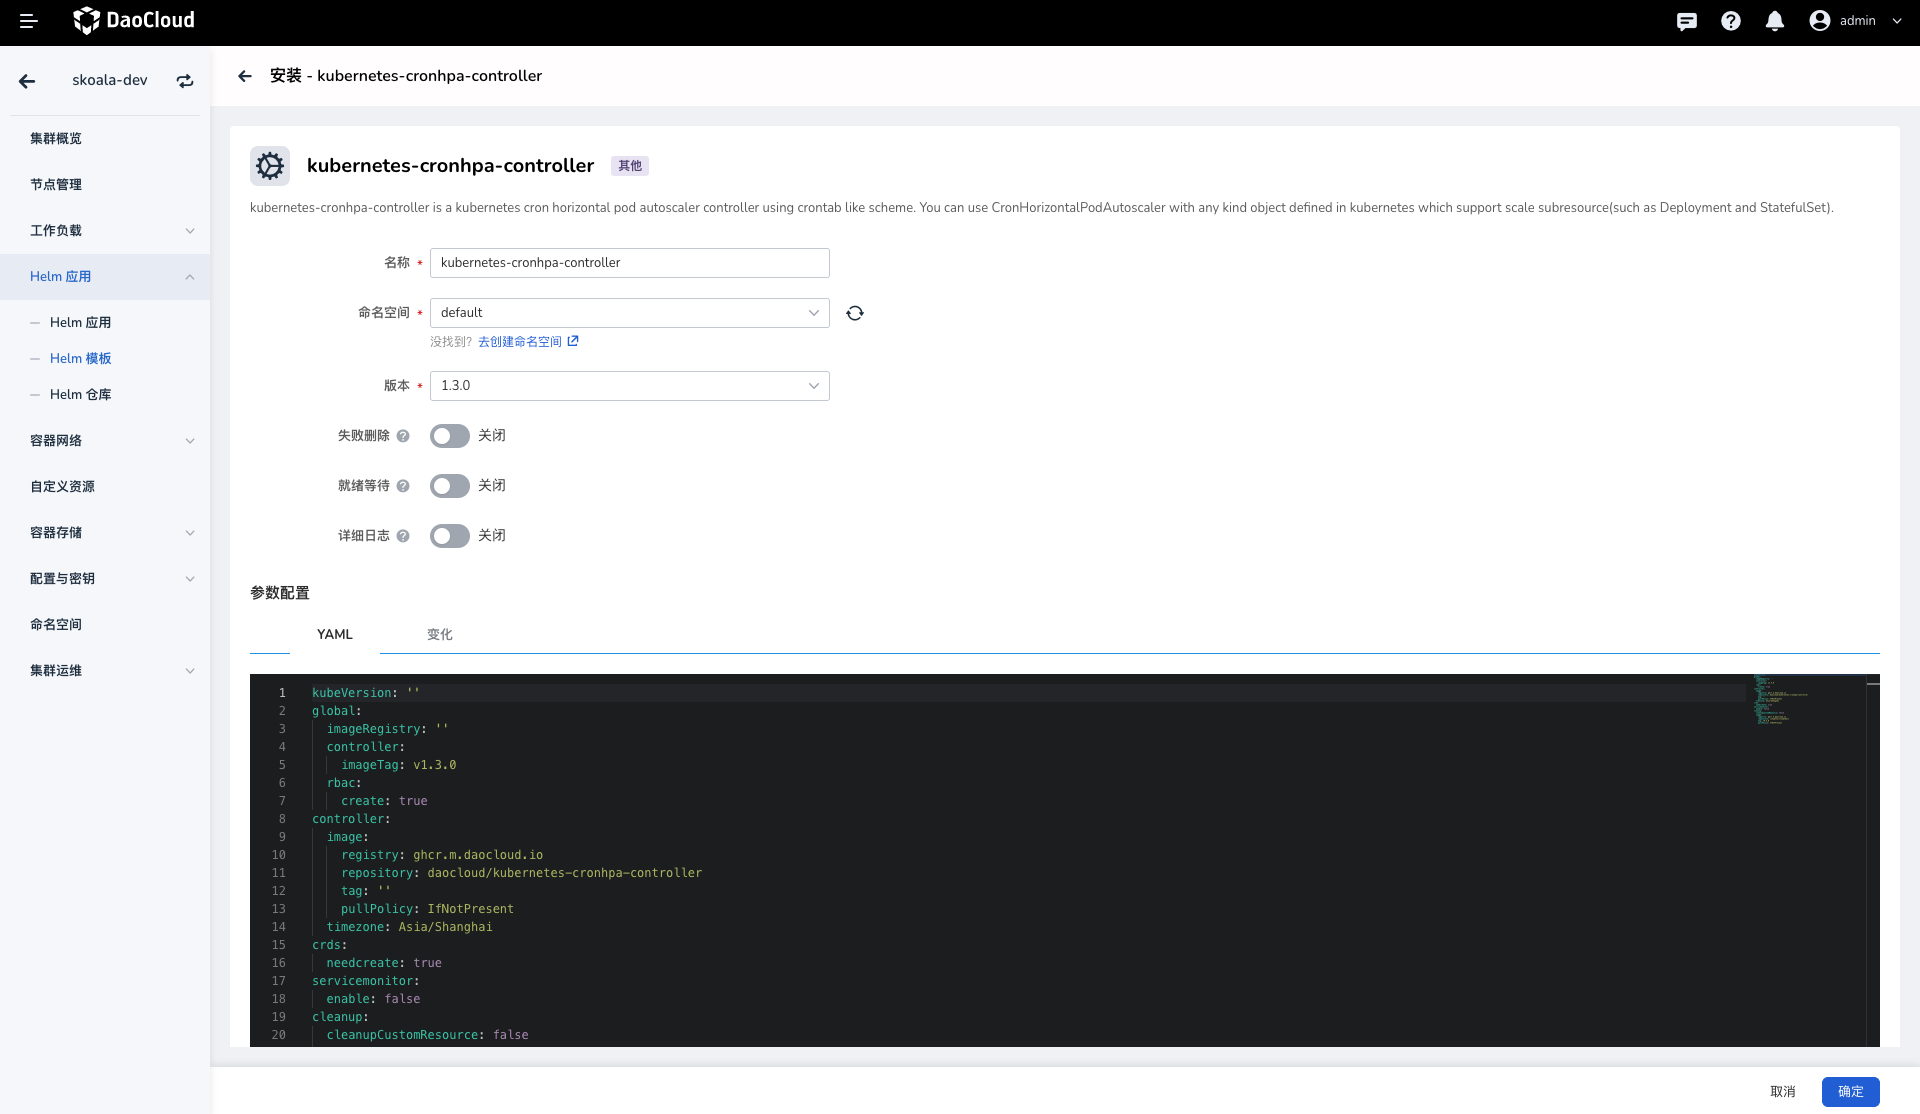 DaoCloud
admin
skoala-dev
集群概览
节点管理
工作负载
Helm 应用
Helm 应用
Helm 模板
Helm 仓库
容器网络
自定义资源
容器存储
配置与密钥
命名空间
集群运维
安装 - kubernetes-cronhpa-controller
kubernetes-cronhpa-controller 其他
kubernetes-cronhpa-controller is a kubernetes cron horizontal pod autoscaler controller using crontab like scheme. You can use CronHorizontalPodAutoscaler with any kind object defined in kubernetes which support scale subresource(such as Deployment and StatefulSet).
名称 * kubernetes-cronhpa-controller
命名空间 * default
没找到? 去创建命名空间
版本 * 1.3.0
失败删除 ? 关闭
就绪等待 ? 关闭
详细日志 ? 关闭
参数配置
YAML 变化
1 kubeVersion: ''
2 global:
3 imageRegistry: ''
4 controller:
5 imageTag: v1.3.0
6 rbac:
7 create: true
8 controller:
9 image:
10 registry: ghcr.m.daocloud.io
11 repository: daocloud/kubernetes-cronhpa-controller
12 tag: ''
13 pullPolicy: IfNotPresent
14 timezone: Asia/Shanghai
15 crds:
16 needcreate: true
17 servicemonitor:
18 enable: false
19 cleanup:
20 cleanupCustomResource: false
取消 确定